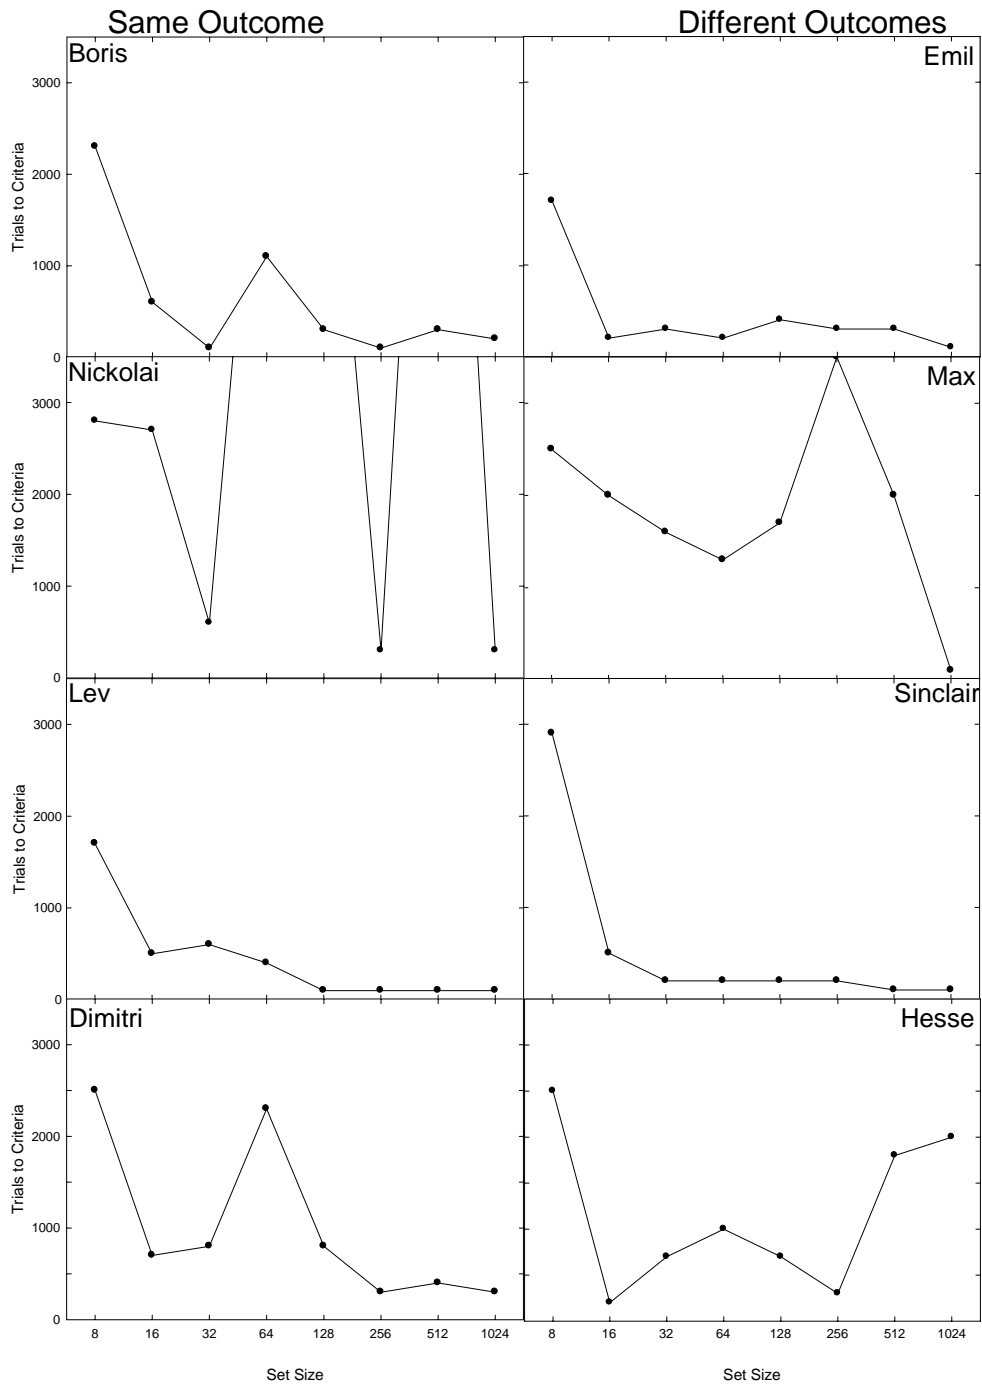 Same Outcome
Different Outcomes
Boris
Emil
3000
2000
1000
0
Trials to Criteria
Nickolai
Max
3000
2000
1000
0
Trials to Criteria
Lev
Sinclair
3000
2000
1000
0
Trials to Criteria
Dimitri
Hesse
3000
2000
1000
0
Trials to Criteria
8 16 32 64 128 256 512 1024
8 16 32 64 128 256 512 1024
Set Size
Set Size